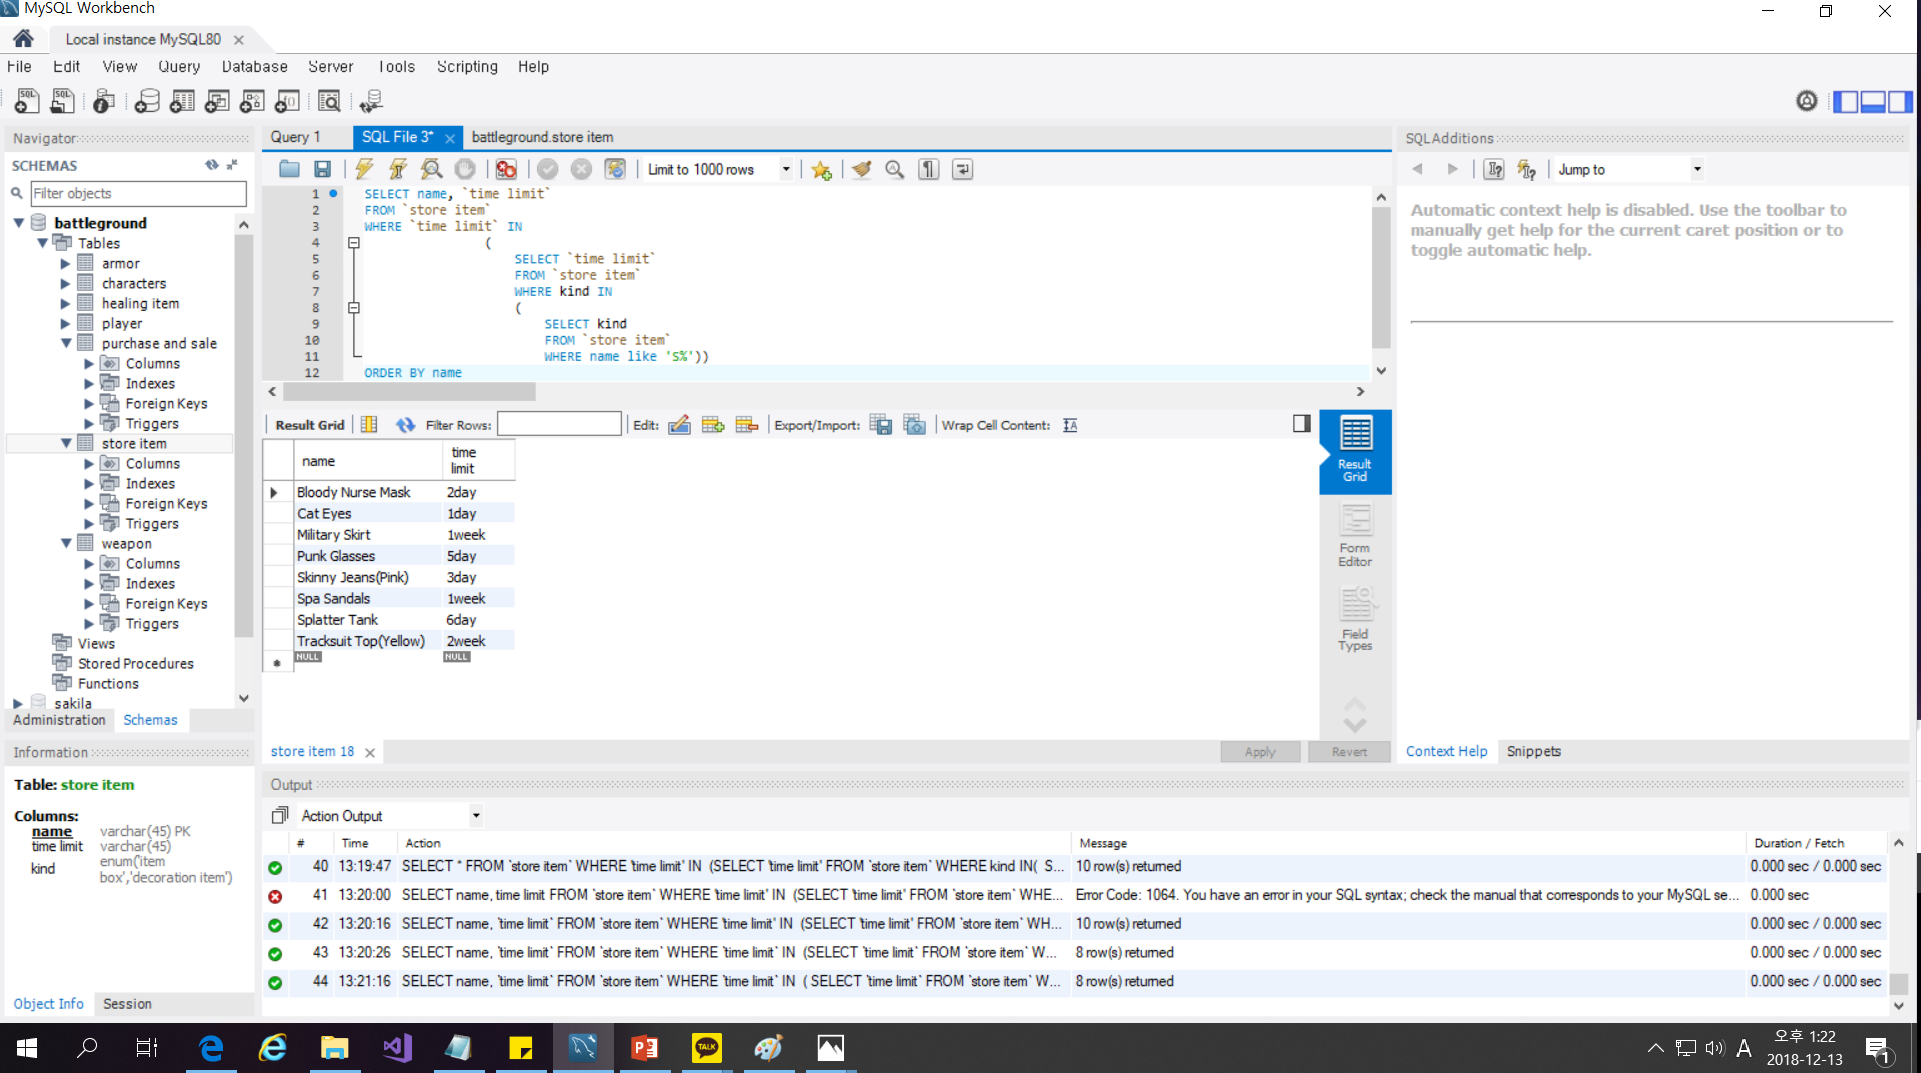 MySQL Workbench
Local instance MySQL80
File Edit View Query Database Server Tools Scripting Help
Navigator
SCHEMAS
Filter objects
battleground
Tables
armor
characters
healing item
player
purchase and sale
Columns
Indexes
Foreign Keys
Triggers
store item
Columns
Indexes
Foreign Keys
Triggers
weapon
Columns
Indexes
Foreign Keys
Triggers
Views
Stored Procedures
Functions
sakila
Administration Schemas
Information
Table: store item
Columns:
name varchar(45) PK
time limit varchar(45)
kind enum('item
box','decoration item')
Object Info Session
Query 1 SQL File 3* battleground.store item
Limit to 1000 rows
1 SELECT name, `time limit`
2 FROM `store item`
3 WHERE `time limit` IN
4 (
5 SELECT `time limit`
6 FROM `store item`
7 WHERE kind IN
8 (
9 SELECT kind
10 FROM `store item`
11 WHERE name like 'S%'))
12 ORDER BY name
Result Grid Filter Rows: Edit: Export/Import: Wrap Cell Content:
name time limit
Bloody Nurse Mask 2day
Cat Eyes 1day
Military Skirt 1week
Punk Glasses 5day
Skinny Jeans(Pink) 3day
Spa Sandals 1week
Splatter Tank 6day
Tracksuit Top(Yellow) 2week
NULL NULL
Result Grid
Form Editor
Field Types
store item 18
Apply Revert
Output
Action Output
# Time Action Message Duration / Fetch
40 13:19:47 SELECT * FROM `store item` WHERE `time limit` IN (SELECT `time limit` FROM `store item` WHERE kind IN( S... 10 row(s) returned 0.000 sec / 0.000 sec
41 13:20:00 SELECT name, time limit FROM `store item` WHERE `time limit` IN (SELECT `time limit` FROM `store item` WHE... Error Code: 1064. You have an error in your SQL syntax; check the manual that corresponds to your MySQL se... 0.000 sec
42 13:20:16 SELECT name, `time limit` FROM `store item` WHERE `time limit` IN (SELECT `time limit` FROM `store item` WH... 10 row(s) returned 0.000 sec / 0.000 sec
43 13:20:26 SELECT name, `time limit` FROM `store item` WHERE `time limit` IN (SELECT `time limit` FROM `store item` W... 8 row(s) returned 0.000 sec / 0.000 sec
44 13:21:16 SELECT name, `time limit` FROM `store item` WHERE `time limit` IN ( SELECT `time limit` FROM `store item` W... 8 row(s) returned 0.000 sec / 0.000 sec
SQLAdditions
Jump to
Automatic context help is disabled. Use the toolbar to
manually get help for the current caret position or to
toggle automatic help.
Context Help Snippets
TALK
A
오후 1:22
2018-12-13
1